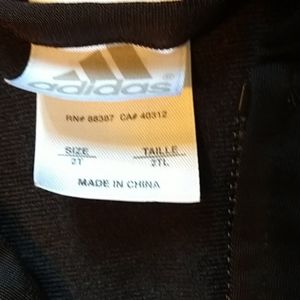 adidas®
RN# 88387 CA# 40312
SIZE TAILLE
2T 2TL
MADE IN CHINA